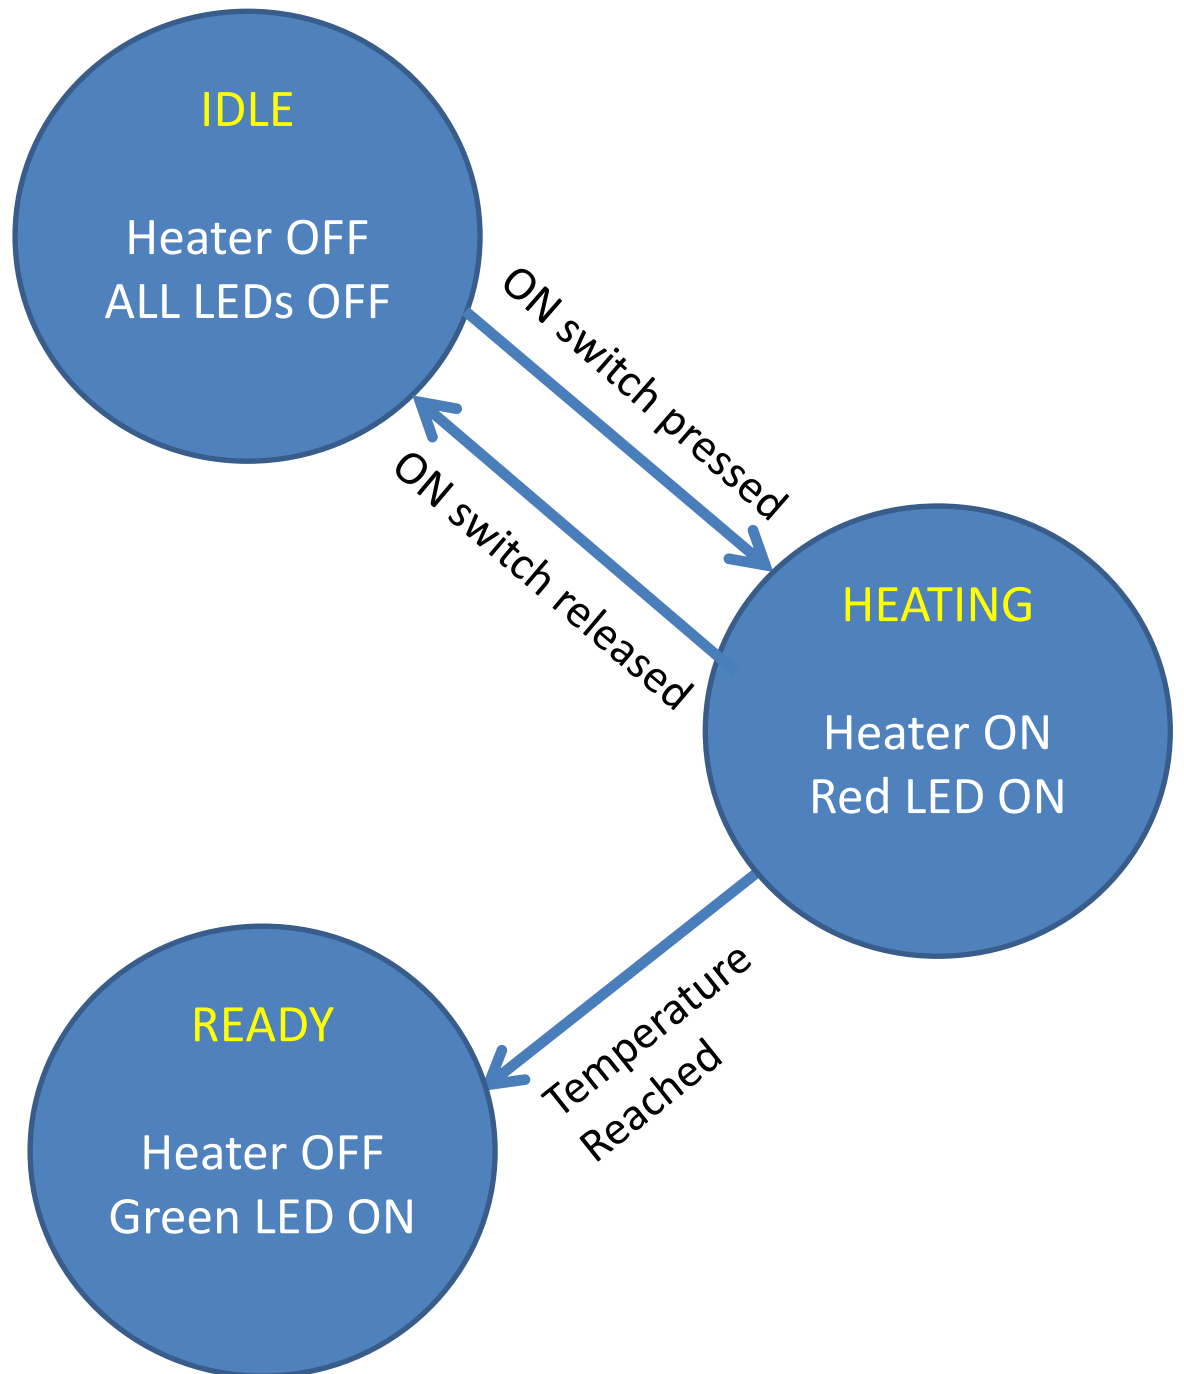 IDLE
Heater OFF
ALL LEDs OFF
ON switch pressed
ON switch released
HEATING
Heater ON
Red LED ON
Temperature
Reached
READY
Heater OFF
Green LED ON